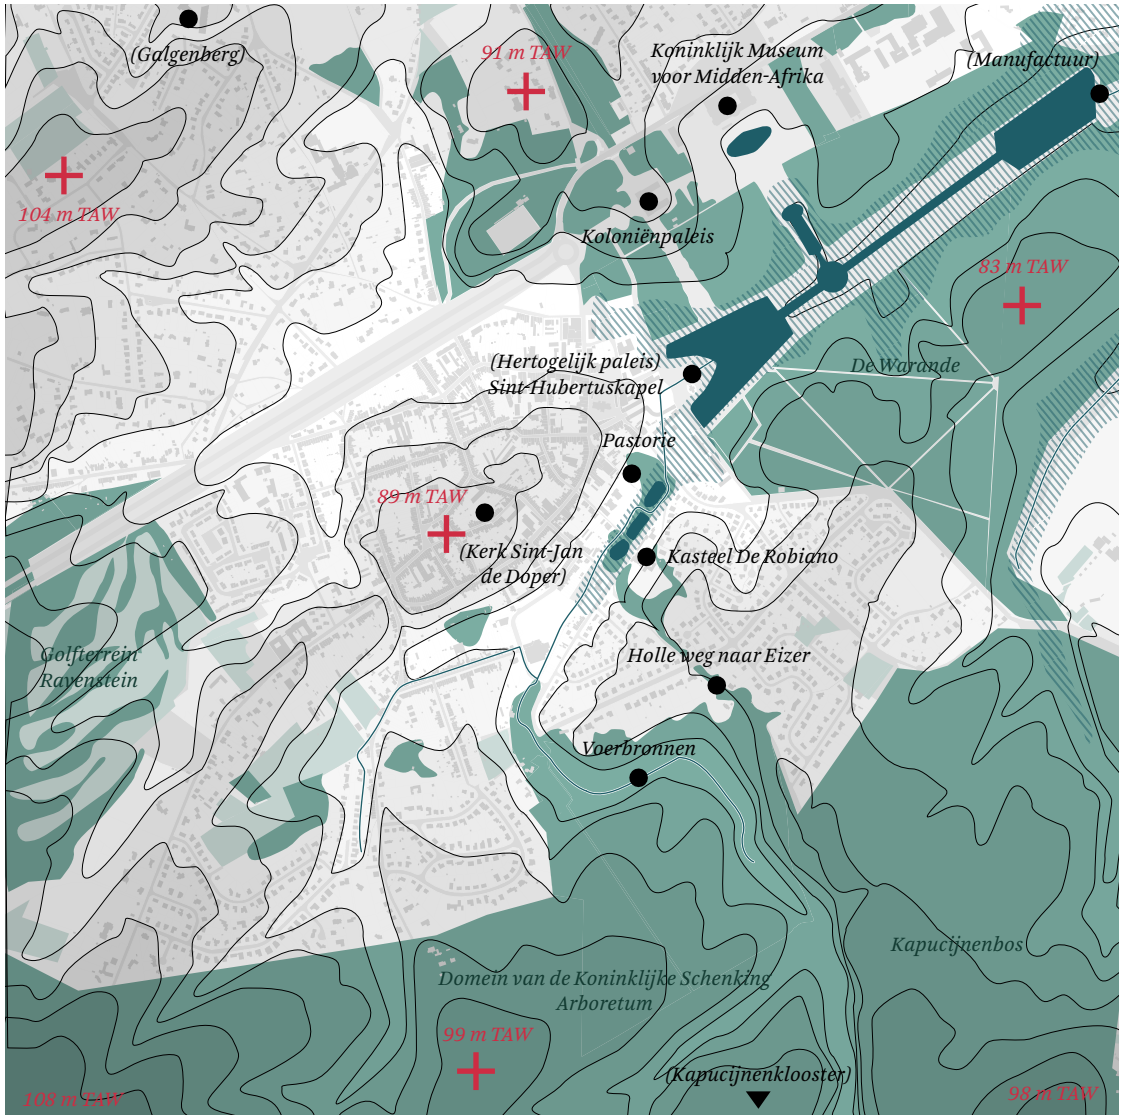 (Galgenberg)
91 m TAW
Koninklijk Museum
voor Midden-Afrika
(Manufactuur)
104 m TAW
Koloniënpaleis
83 m TAW
(Hertogelijk paleis)
Sint-Hubertuskapel
De Warande
Pastorie
89 m TAW
(Kerk Sint-Jan
de Doper)
Kasteel De Robiano
Golfterrein
Ravenstein
Holle weg naar Eizer
Voerbronnen
Kapucijnenbos
Domein van de Koninklijke Schenking
Arboretum
99 m TAW
(Kapucijnenklooster)
108 m TAW
98 m TAW